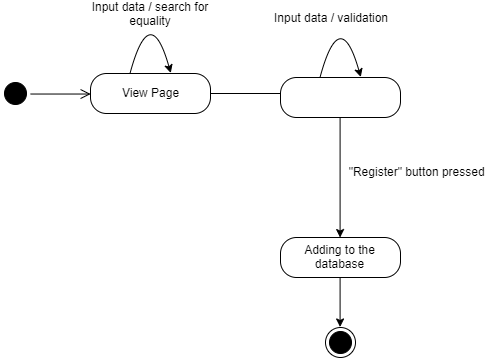 Input data / search for
equality
Input data / validation
View Page
"Register" button pressed
Adding to the
database